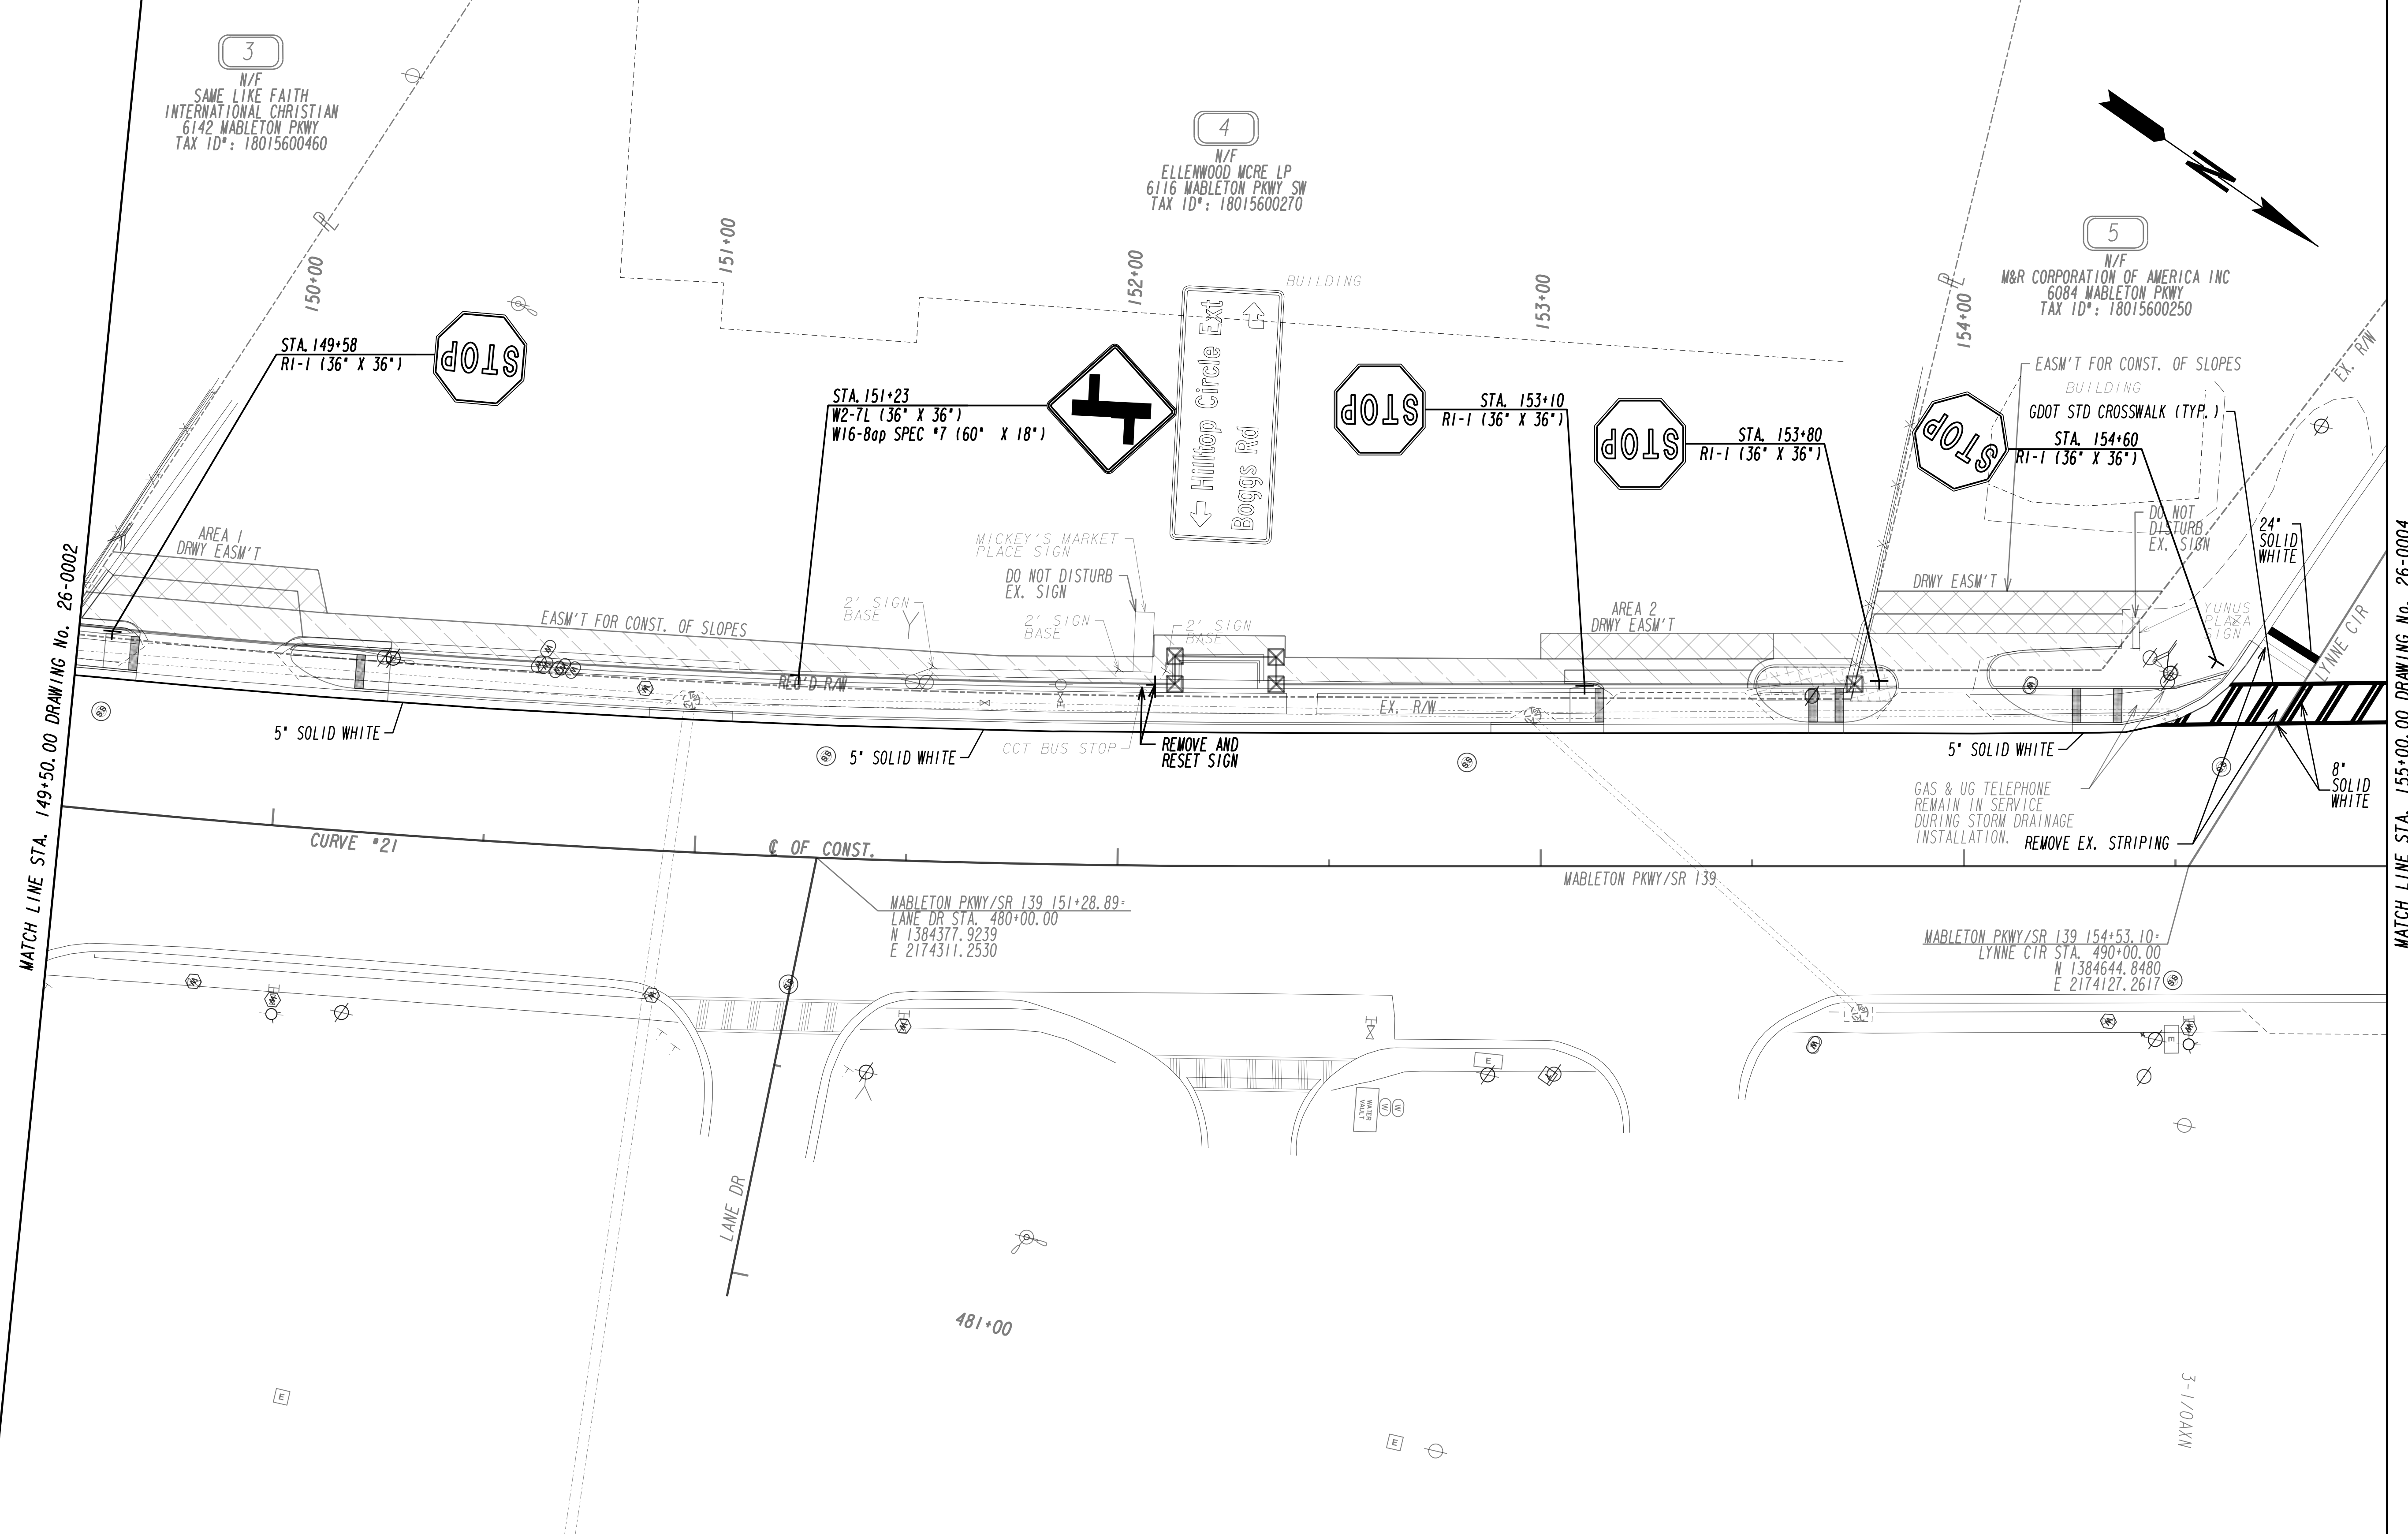 3
N/F
SAME LIKE FAITH
INTERNATIONAL CHRISTIAN
6142 MABLETON PKWY
TAX ID#: 18015600460
4
N/F
ELLENWOOD MCRE LP
6116 MABLETON PKWY SW
TAX ID#: 18015600270
5
N/F
M&R CORPORATION OF AMERICA INC
6084 MABLETON PKWY
TAX ID#: 18015600250
N
PL
PL
150+00
151+00
152+00
153+00
154+00
BUILDING
EX. R/W
STA. 149+58
R1-1 (36" X 36")
STOP
STA. 151+23
W2-7L (36" X 36")
W16-8ap SPEC #7 (60" X 18")
Hilltop Circle Ext
Boggs Rd
STOP
STA. 153+10
R1-1 (36" X 36")
STOP
STA. 153+80
R1-1 (36" X 36")
STOP
STA. 154+60
R1-1 (36" X 36")
EASM'T FOR CONST. OF SLOPES
BUILDING
GDOT STD CROSSWALK (TYP.)
DO NOT
DISTURB
EX. SIGN
24"
SOLID
WHITE
AREA 1
DRWY EASM'T
EASM'T FOR CONST. OF SLOPES
2' SIGN
BASE
MICKEY'S MARKET
PLACE SIGN
DO NOT DISTURB
EX. SIGN
2' SIGN
BASE
2' SIGN
BASE
AREA 2
DRWY EASM'T
DRWY EASM'T
YUNUS
PLAZA
SIGN
LYNNE CIR
REQ'D R/W
EX. R/W
5" SOLID WHITE
5" SOLID WHITE
CCT BUS STOP
REMOVE AND
RESET SIGN
5" SOLID WHITE
GAS & UG TELEPHONE
REMAIN IN SERVICE
DURING STORM DRAINAGE
INSTALLATION.
REMOVE EX. STRIPING
8"
SOLID
WHITE
SS
SS
SS
SS
MATCH LINE STA. 149+50.00 DRAWING No. 26-0002
MATCH LINE STA. 155+00.00 DRAWING No. 26-0004
CURVE #21
℄ OF CONST.
MABLETON PKWY/SR 139
MABLETON PKWY/SR 139 151+28.89=
LANE DR STA. 480+00.00
N 1384377.9239
E 2174311.2530
MABLETON PKWY/SR 139 154+53.10=
LYNNE CIR STA. 490+00.00
N 1384644.8480
E 2174127.2617
SS
SS
E
E
WATER
VAULT
W
W
LANE DR
481+00
3-1/OAXN
E
E